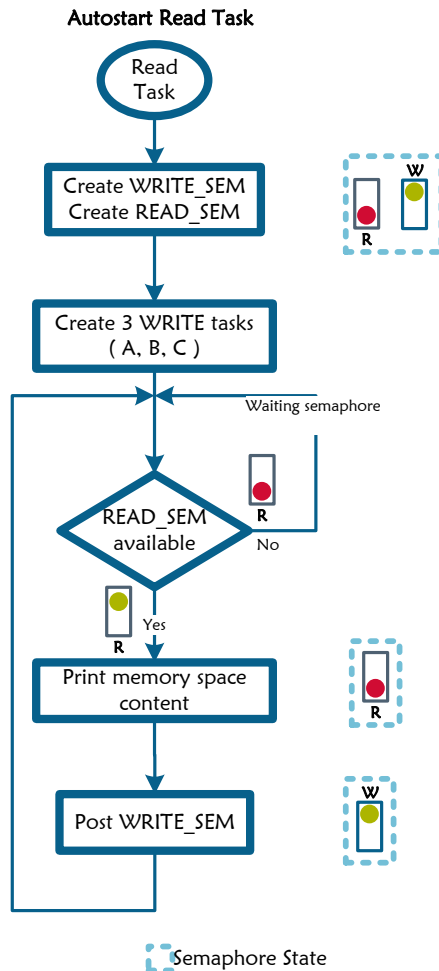 Autostart Read Task
Read
Task
Create WRITE_SEM
Create READ_SEM
W
R
Create 3 WRITE tasks
( A, B, C )
Waiting semaphore
R
READ_SEM
available
No
R
Yes
Print memory space
content
R
W
Post WRITE_SEM
Semaphore State